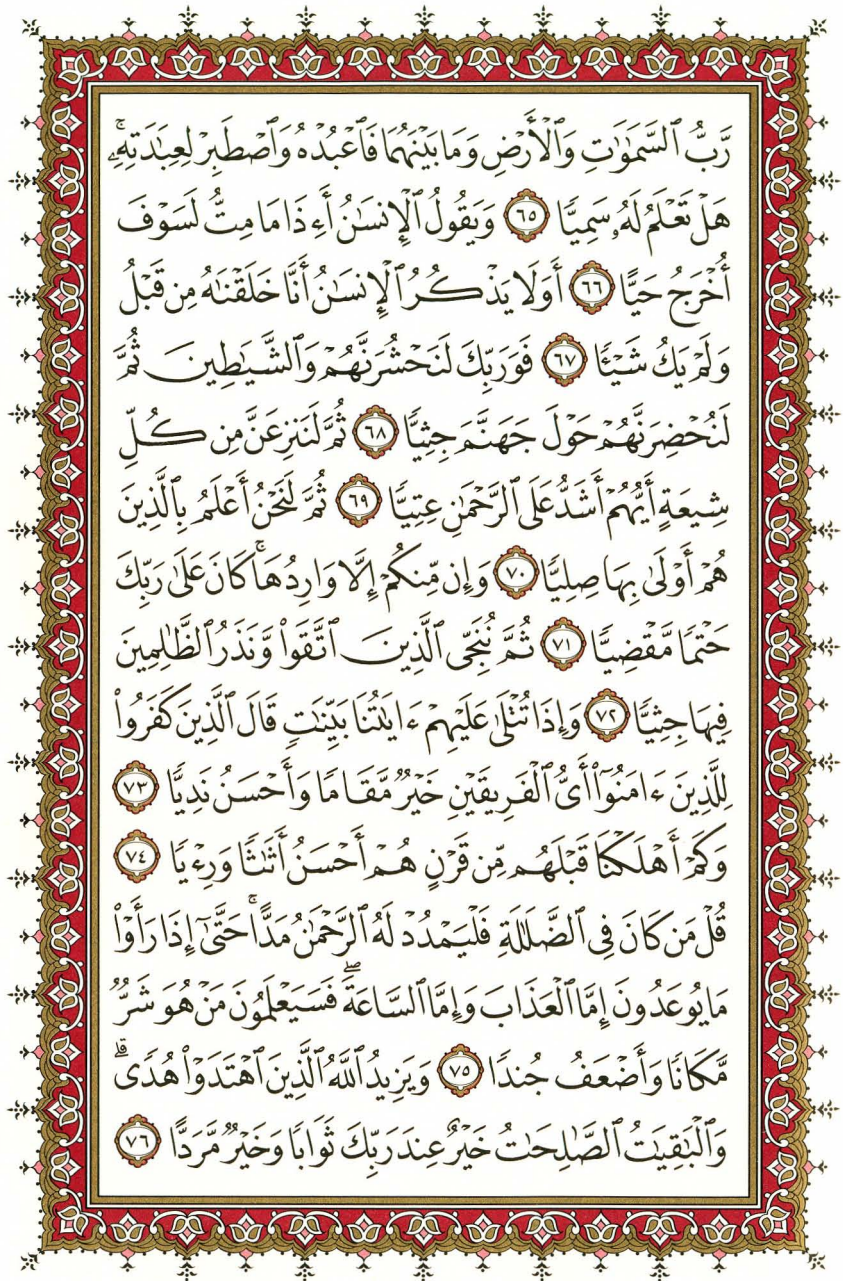 رَّبُّ ٱلسَّمَٰوَٰتِ وَٱلْأَرْضِ وَمَا بَيْنَهُمَا فَٱعْبُدْهُ وَٱصْطَبِرْ لِعِبَٰدَتِهِۦۚ
هَلْ تَعْلَمُ لَهُۥ سَمِيًّا ٦٥ وَيَقُولُ ٱلْإِنسَٰنُ أَءِذَا مَا مِتُّ لَسَوْفَ
أُخْرَجُ حَيًّا ٦٦ أَوَلَا يَذْكُرُ ٱلْإِنسَٰنُ أَنَّا خَلَقْنَٰهُ مِن قَبْلُ
وَلَمْ يَكُ شَيْـًٔا ٦٧ فَوَرَبِّكَ لَنَحْشُرَنَّهُمْ وَٱلشَّيَٰطِينَ ثُمَّ
لَنُحْضِرَنَّهُمْ حَوْلَ جَهَنَّمَ جِثِيًّا ٦٨ ثُمَّ لَنَنزِعَنَّ مِن كُلِّ
شِيعَةٍ أَيُّهُمْ أَشَدُّ عَلَى ٱلرَّحْمَٰنِ عِتِيًّا ٦٩ ثُمَّ لَنَحْنُ أَعْلَمُ بِٱلَّذِينَ
هُمْ أَوْلَىٰ بِهَا صِلِيًّا ٧٠ وَإِن مِّنكُمْ إِلَّا وَارِدُهَاۚ كَانَ عَلَىٰ رَبِّكَ
حَتْمًا مَّقْضِيًّا ٧١ ثُمَّ نُنَجِّى ٱلَّذِينَ ٱتَّقَوا۟ وَّنَذَرُ ٱلظَّٰلِمِينَ
فِيهَا جِثِيًّا ٧٢ وَإِذَا تُتْلَىٰ عَلَيْهِمْ ءَايَٰتُنَا بَيِّنَٰتٍ قَالَ ٱلَّذِينَ كَفَرُوا۟
لِلَّذِينَ ءَامَنُوٓا۟ أَىُّ ٱلْفَرِيقَيْنِ خَيْرٌ مَّقَامًا وَأَحْسَنُ نَدِيًّا ٧٣
وَكَمْ أَهْلَكْنَا قَبْلَهُم مِّن قَرْنٍ هُمْ أَحْسَنُ أَثَٰثًا وَرِءْيًا ٧٤
قُلْ مَن كَانَ فِى ٱلضَّلَٰلَةِ فَلْيَمْدُدْ لَهُ ٱلرَّحْمَٰنُ مَدًّاۚ حَتَّىٰٓ إِذَا رَأَوْا۟
مَا يُوعَدُونَ إِمَّا ٱلْعَذَابَ وَإِمَّا ٱلسَّاعَةَۖ فَسَيَعْلَمُونَ مَنْ هُوَ شَرٌّ
مَّكَانًا وَأَضْعَفُ جُندًا ٧٥ وَيَزِيدُ ٱللَّهُ ٱلَّذِينَ ٱهْتَدَوْا۟ هُدًىۗ
وَٱلْبَٰقِيَٰتُ ٱلصَّٰلِحَٰتُ خَيْرٌ عِندَ رَبِّكَ ثَوَابًا وَخَيْرٌ مَّرَدًّا ٧٦